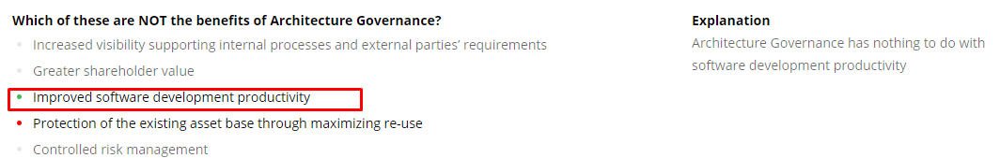 Which of these are NOT the benefits of Architecture Governance?
Increased visibility supporting internal processes and external parties’ requirements
Greater shareholder value
Improved software development productivity
Protection of the existing asset base through maximizing re-use
Controlled risk management
Explanation
Architecture Governance has nothing to do with
software development productivity